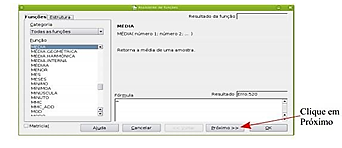 Assistente de Funções
Funções Estrutura
Resultado da função
Categoria
Todas as funções
Função
MÉDIA
MÉDIA.GEOMÉTRICA
MÉDIA.HARMÔNICA
MÉDIA.INTERNA
MÉDIAA
MENOR
MÊS
MESES
MÍNIMO
MÍNIMOA
MINÚSCULA
MINUTO
MMC
MMC_ADD
MOD
MÉDIA
MÉDIA( número 1; número 2; ... )
Retorna a média de uma amostra.
Fórmula
Resultado Erro:520
=
Matricial
Ajuda
Cancelar
Próximo >>
OK
Clique em
Próximo